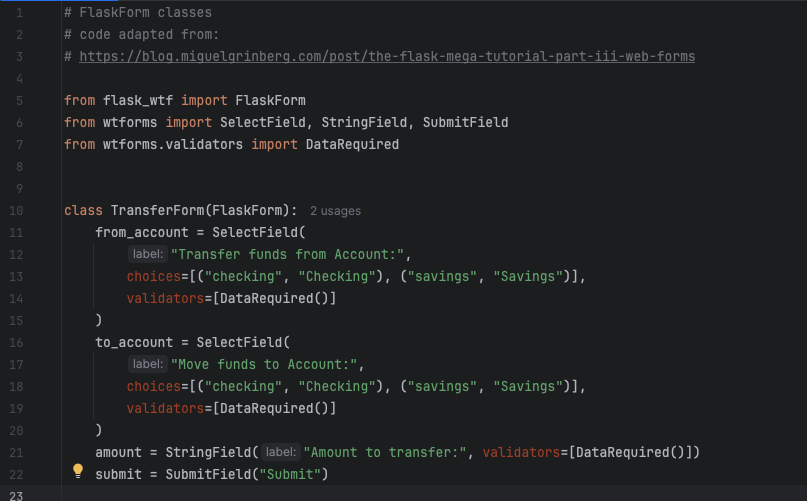 1 # FlaskForm classes
2 # code adapted from:
3 # https://blog.miguelgrinberg.com/post/the-flask-mega-tutorial-part-iii-web-forms
4
5 from flask_wtf import FlaskForm
6 from wtforms import SelectField, StringField, SubmitField
7 from wtforms.validators import DataRequired
8
9
10 class TransferForm(FlaskForm): 2 usages
11     from_account = SelectField(
12         label: "Transfer funds from Account:",
13         choices=[("checking", "Checking"), ("savings", "Savings")],
14         validators=[DataRequired()]
15     )
16     to_account = SelectField(
17         label: "Move funds to Account:",
18         choices=[("checking", "Checking"), ("savings", "Savings")],
19         validators=[DataRequired()]
20     )
21     amount = StringField( label: "Amount to transfer:", validators=[DataRequired()])
22     submit = SubmitField("Submit")
23